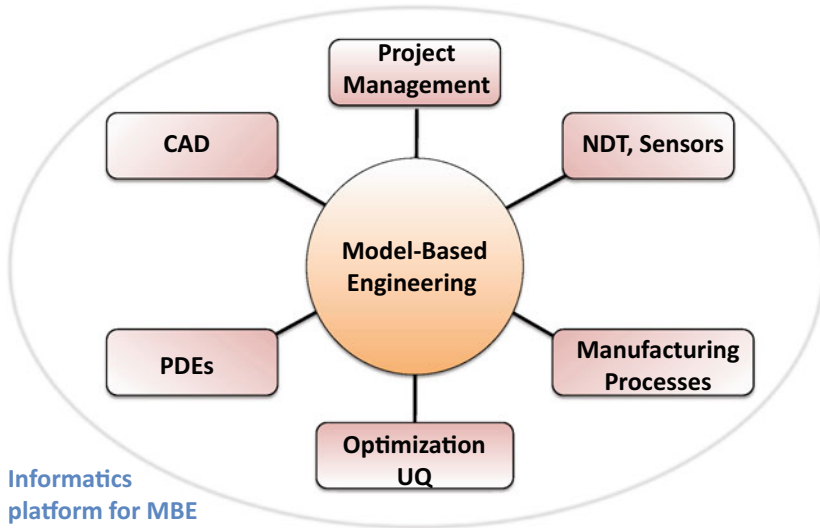 Project
Management
CAD
NDT, Sensors
Model-Based
Engineering
PDEs
Manufacturing
Processes
Optimization
UQ
Informatics
platform for MBE